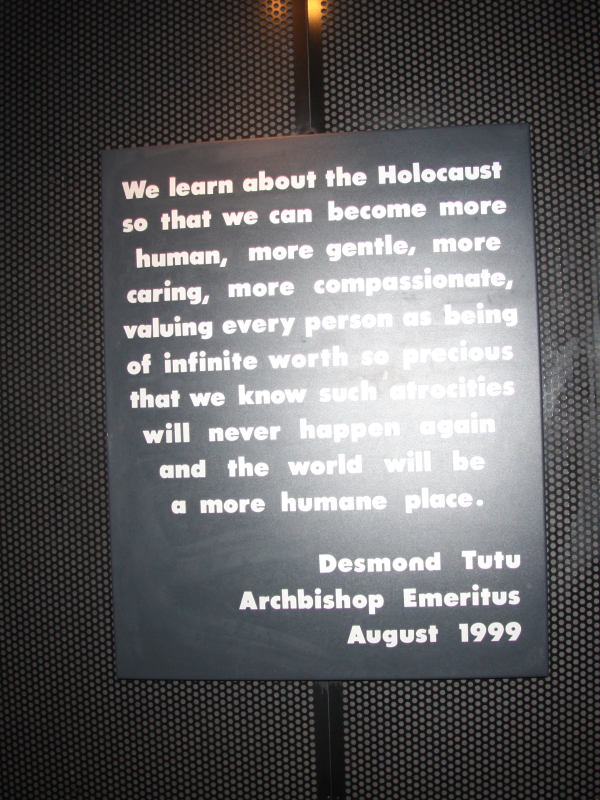 We learn about the Holocaust
so that we can become more
human, more gentle, more
caring, more compassionate,
valuing every person as being
of infinite worth so precious
that we know such atrocities
will never happen again
and the world will be
a more humane place.
Desmond Tutu
Archbishop Emeritus
August 1999